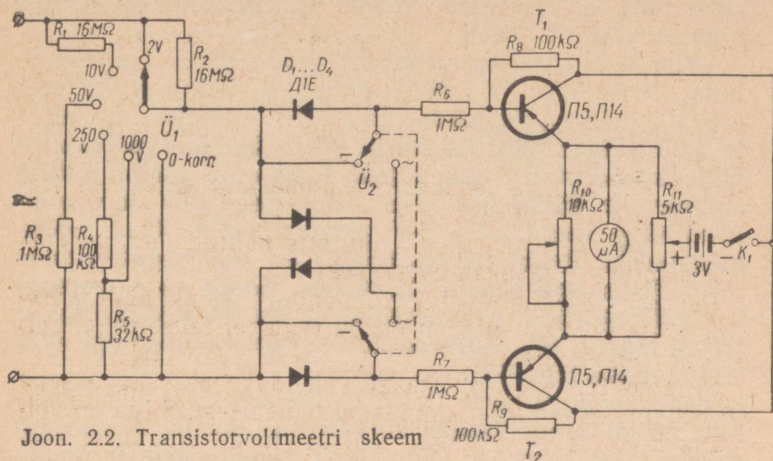 R₁ 16MΩ
10V
2V
R₂
16MΩ
50V
250
V
1000
V
Ü₁
0-korr.
R₃
1MΩ
R₄
100
kΩ
R₅
32kΩ
D₁...D₄
Д1Е
Ü₂
−
~
−
~
R₆
1MΩ
R₇
1MΩ
T₁
R₈ 100kΩ
П5,П14
R₁₀
10kΩ
50
µA
R₁₁
5kΩ
+
−
3V
K₁
П5,П14
R₉
100kΩ
T₂
Joon. 2.2. Transistorvoltmeetri skeem